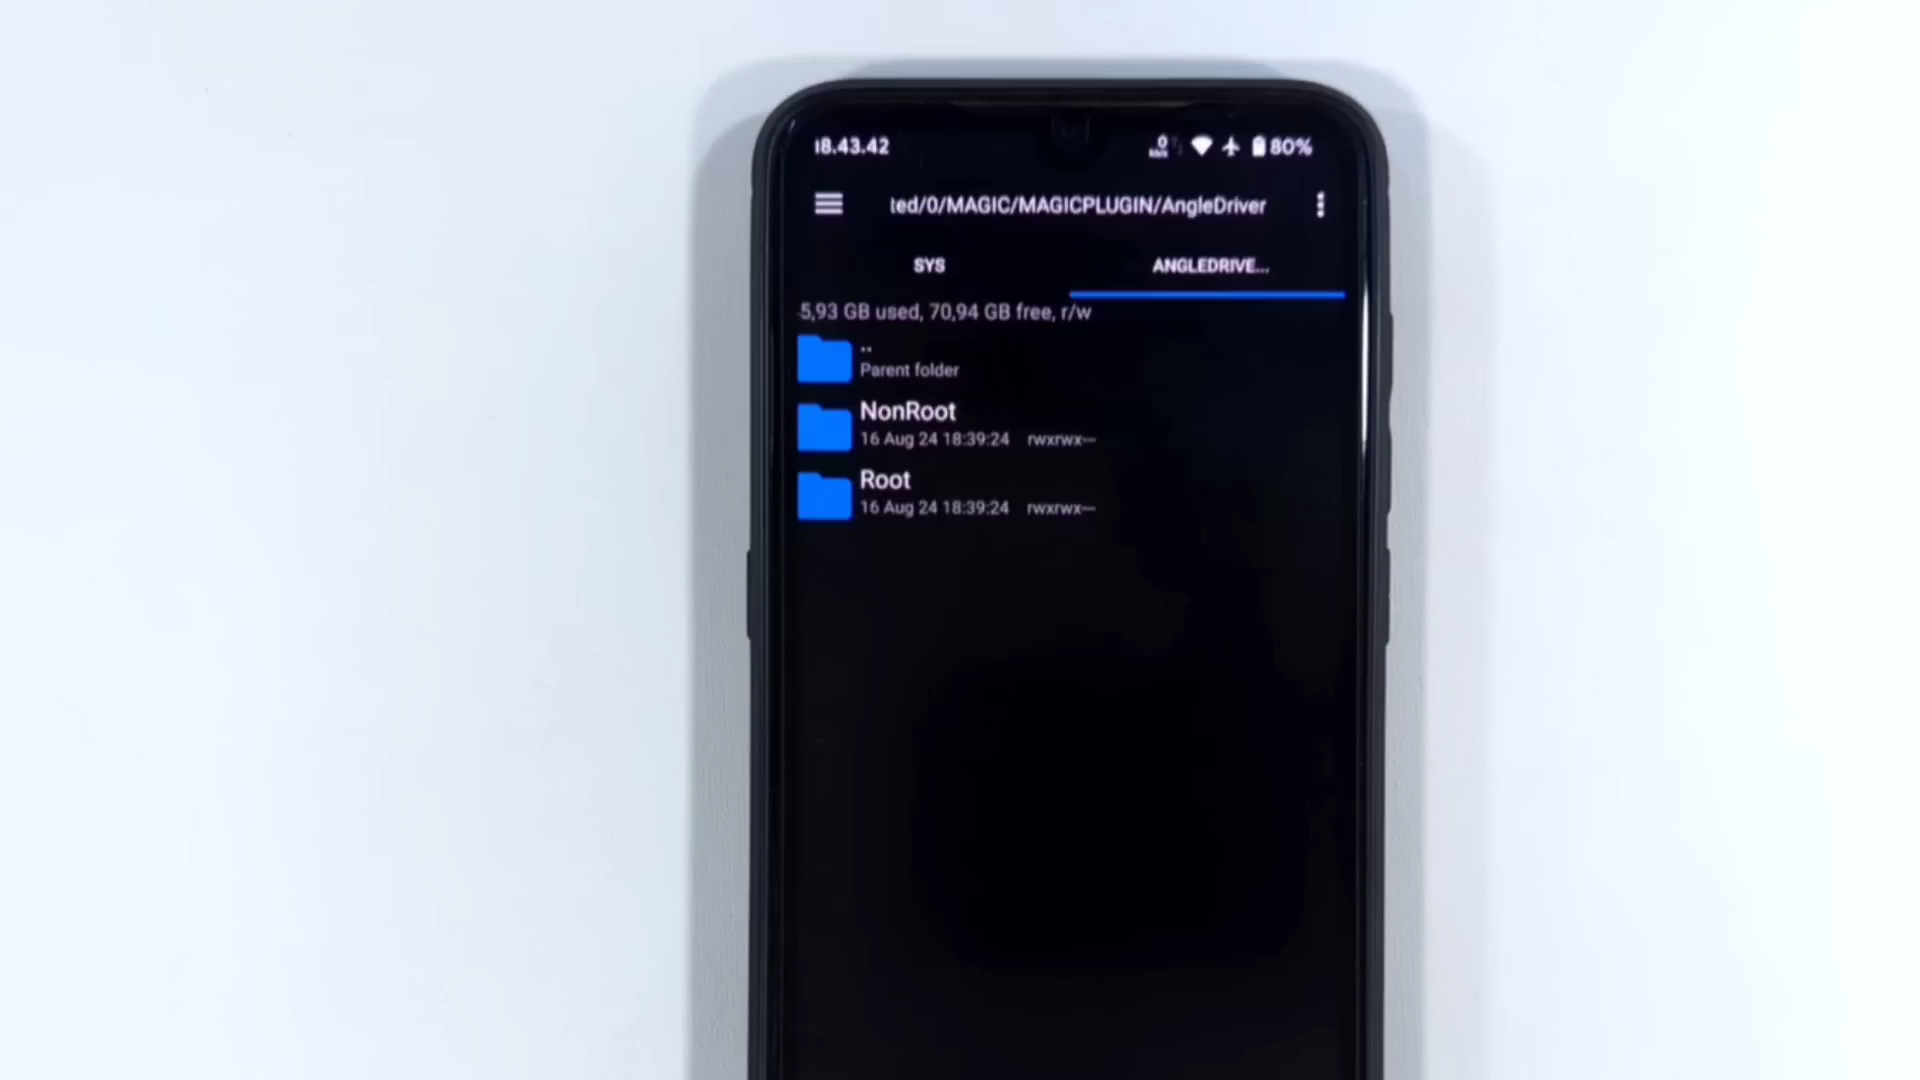 18.43.42
0
80%
ted/0/MAGIC/MAGICPLUGIN/AngleDriver
SYS
ANGLEDRIVE...
5,93 GB used, 70,94 GB free, r/w
..
Parent folder
NonRoot
16 Aug 24 18:39:24 rwxrwx---
Root
16 Aug 24 18:39:24 rwxrwx---